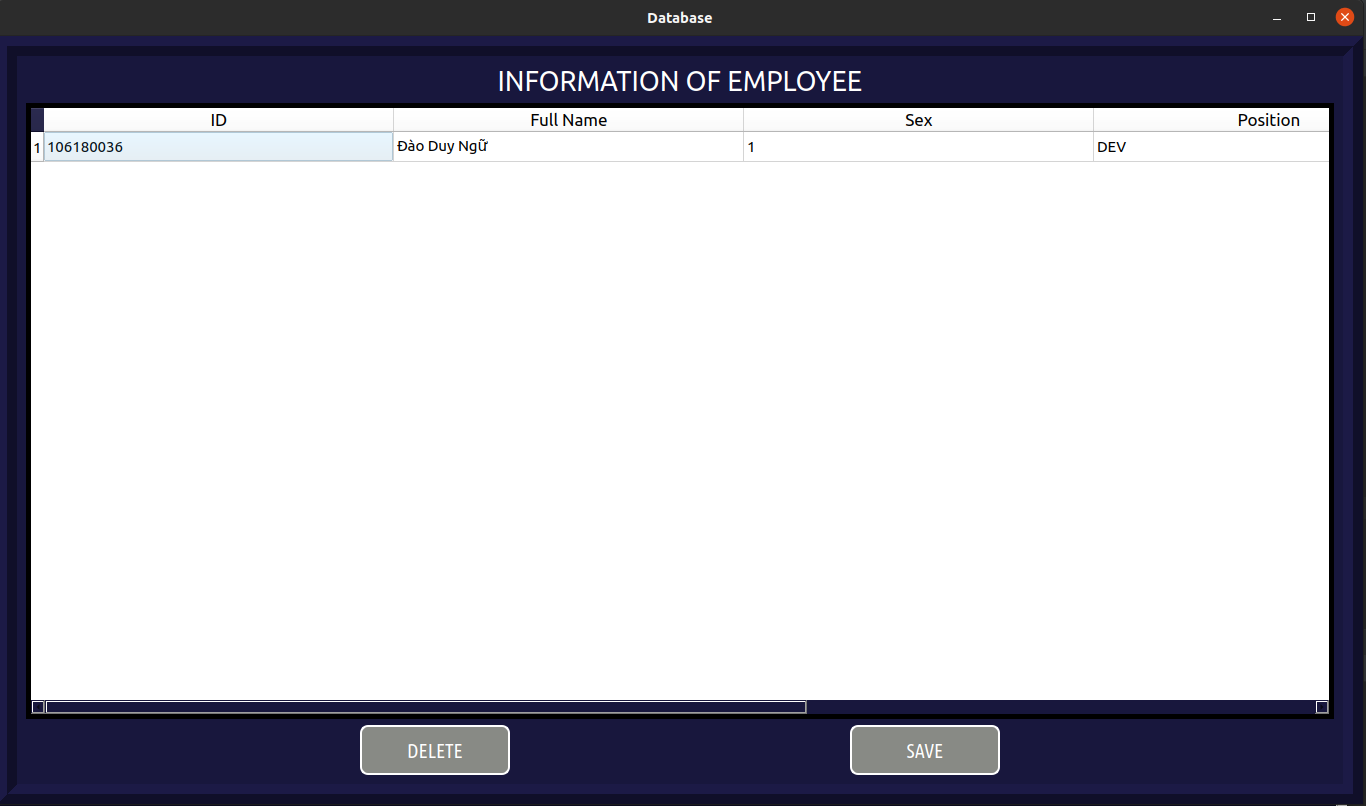 Database
INFORMATION OF EMPLOYEE
ID Full Name Sex Position
1 106180036 Đào Duy Ngữ 1 DEV
DELETE SAVE